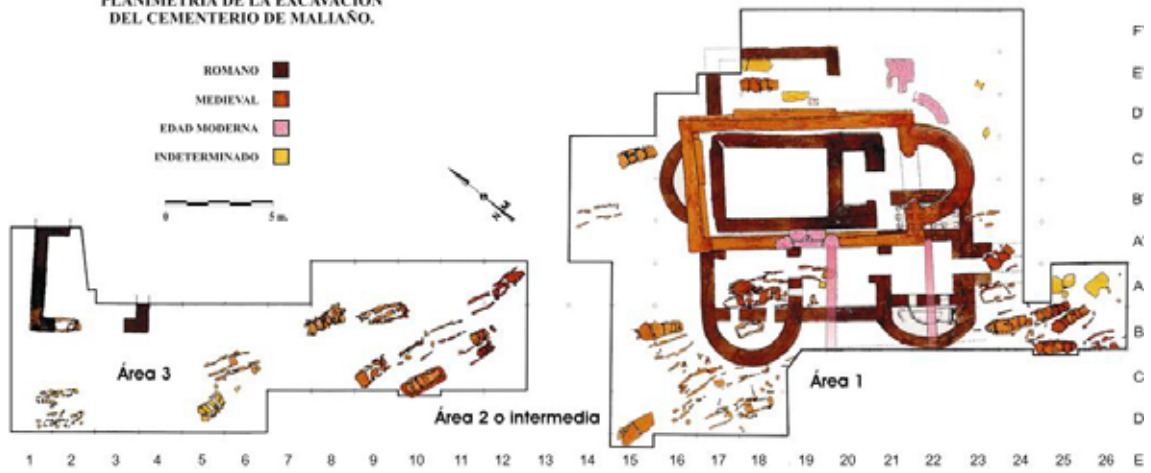 PLANIMETRÍA DE LA EXCAVACIÓN
DEL CEMENTERIO DE MALIAÑO.
ROMANO
MEDIEVAL
EDAD MODERNA
INDETERMINADO
0 5 m.
N
F'
E'
D'
C'
B'
A'
A
B
C
D
E
Área 3
Área 2 o intermedia
Área 1
1 2 3 4 5 6 7 8 9 10 11 12 13 14 15 16 17 18 19 20 21 22 23 24 25 26